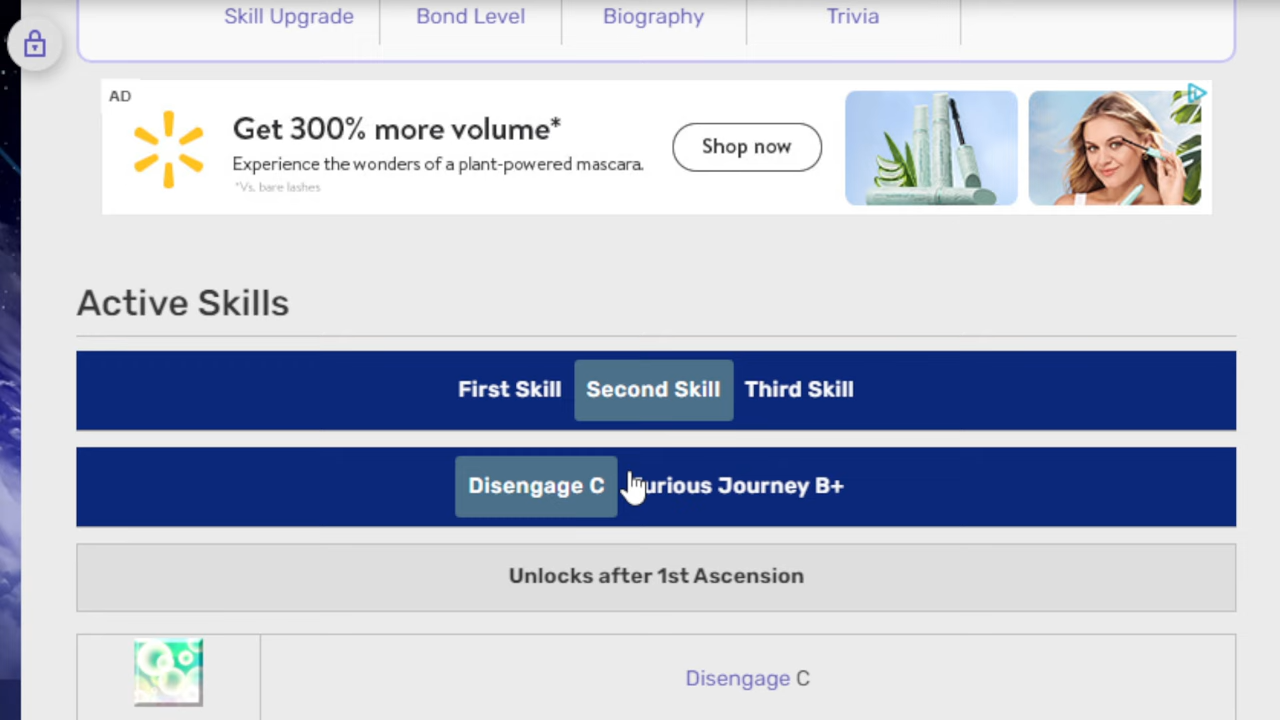 Skill Upgrade Bond Level Biography Trivia
AD
Get 300% more volume*
Experience the wonders of a plant-powered mascara.
*Vs. bare lashes
Shop now
Active Skills
First Skill Second Skill Third Skill
Disengage C urious Journey B+
Unlocks after 1st Ascension
Disengage C